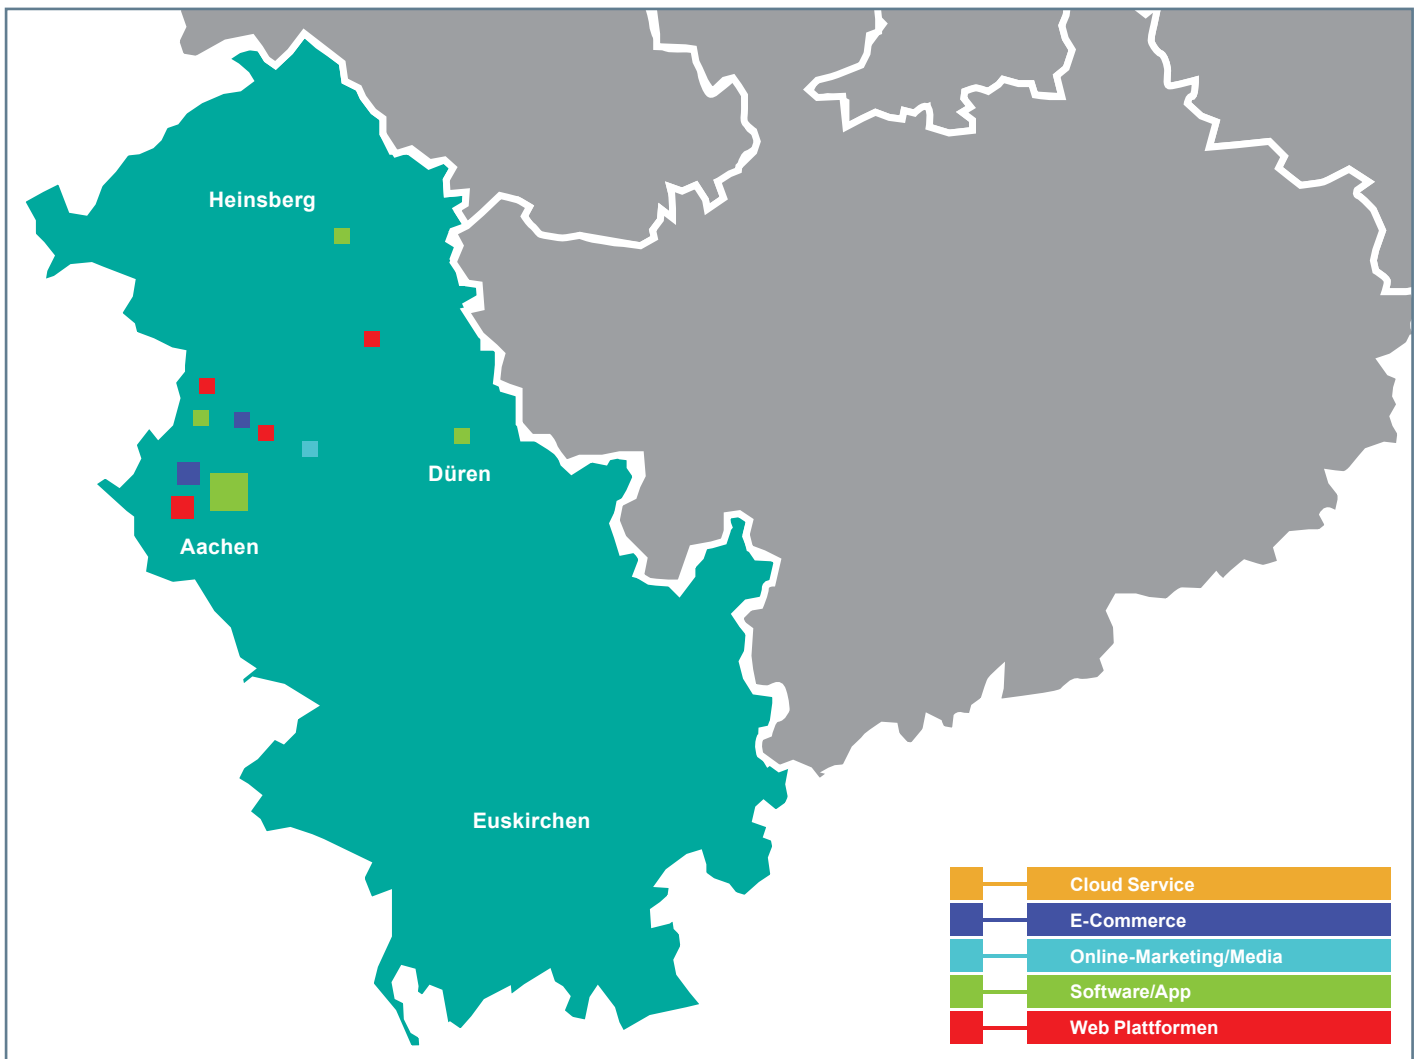 Heinsberg
Düren
Aachen
Euskirchen
Cloud Service
E-Commerce
Online-Marketing/Media
Software/App
Web Plattformen